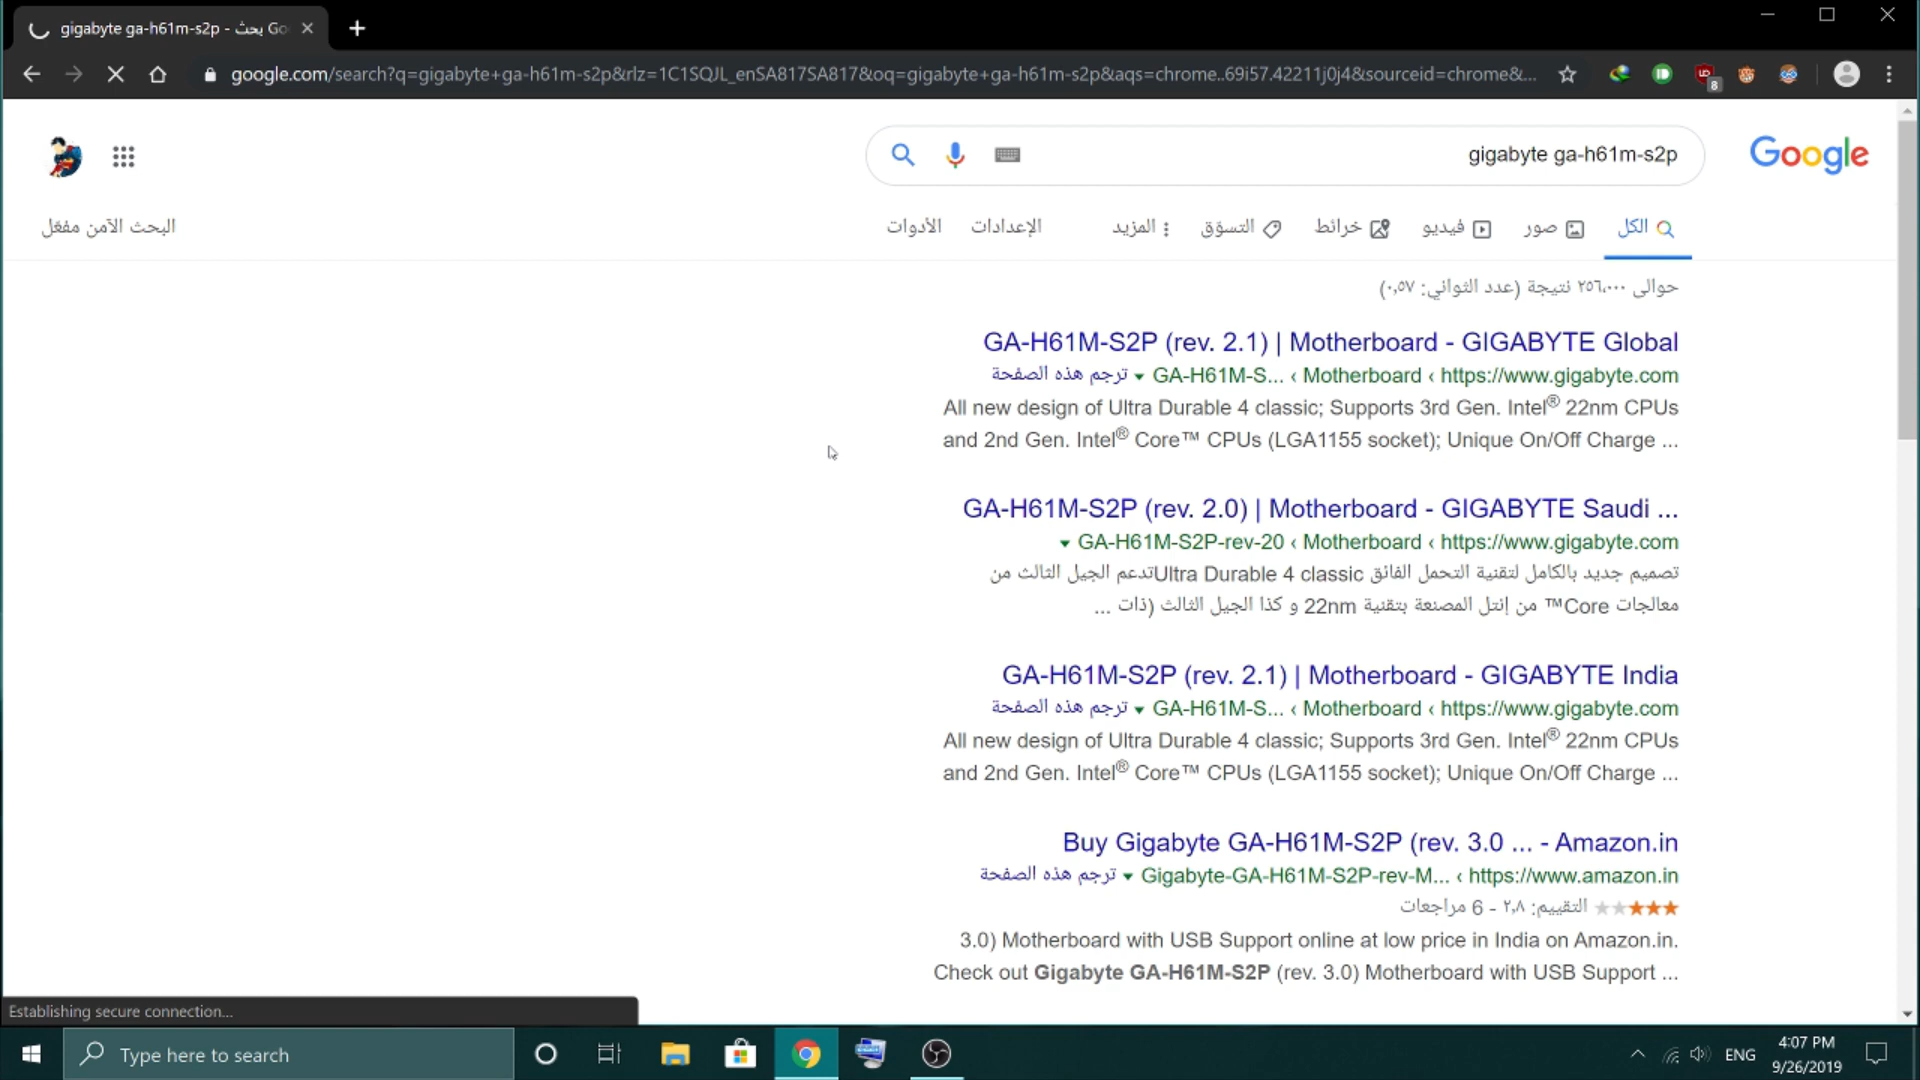 gigabyte ga-h61m-s2p - بحث Go
google.com/search?q=gigabyte+ga-h61m-s2p&rlz=1C1SQJL_enSA817SA817&oq=gigabyte+ga-h61m-s2p&aqs=chrome..69i57.42211j0j4&sourceid=chrome&...
8
gigabyte ga-h61m-s2p
Google
الكل صور فيديو خرائط التسوّق المزيد الإعدادات الأدوات البحث الآمن مفعّل
حوالى ٢٥٦,٠٠٠ نتيجة (عدد الثواني: ٠,٥٧)
GA-H61M-S2P (rev. 2.1) | Motherboard - GIGABYTE Global
https://www.gigabyte.com › Motherboard › GA-H61M-S... ▾ ترجم هذه الصفحة
All new design of Ultra Durable 4 classic; Supports 3rd Gen. Intel® 22nm CPUs
and 2nd Gen. Intel® Core™ CPUs (LGA1155 socket); Unique On/Off Charge ...
GA-H61M-S2P (rev. 2.0) | Motherboard - GIGABYTE Saudi ...
https://www.gigabyte.com › Motherboard › GA-H61M-S2P-rev-20 ▾
تصميم جديد بالكامل لتقنية التحمل الفائق Ultra Durable 4 classicتدعم الجيل الثالث من
معالجات Core™ من إنتل المصنعة بتقنية 22nm و كذا الجيل الثالث (ذات ...
GA-H61M-S2P (rev. 2.1) | Motherboard - GIGABYTE India
https://www.gigabyte.com › Motherboard › GA-H61M-S... ▾ ترجم هذه الصفحة
All new design of Ultra Durable 4 classic; Supports 3rd Gen. Intel® 22nm CPUs
and 2nd Gen. Intel® Core™ CPUs (LGA1155 socket); Unique On/Off Charge ...
Buy Gigabyte GA-H61M-S2P (rev. 3.0 ... - Amazon.in
https://www.amazon.in › Gigabyte-GA-H61M-S2P-rev-M... ▾ ترجم هذه الصفحة
التقييم: ٢,٨ - 6 مراجعات
3.0) Motherboard with USB Support online at low price in India on Amazon.in.
Check out Gigabyte GA-H61M-S2P (rev. 3.0) Motherboard with USB Support ...
Establishing secure connection...
Type here to search
ENG
4:07 PM
9/26/2019